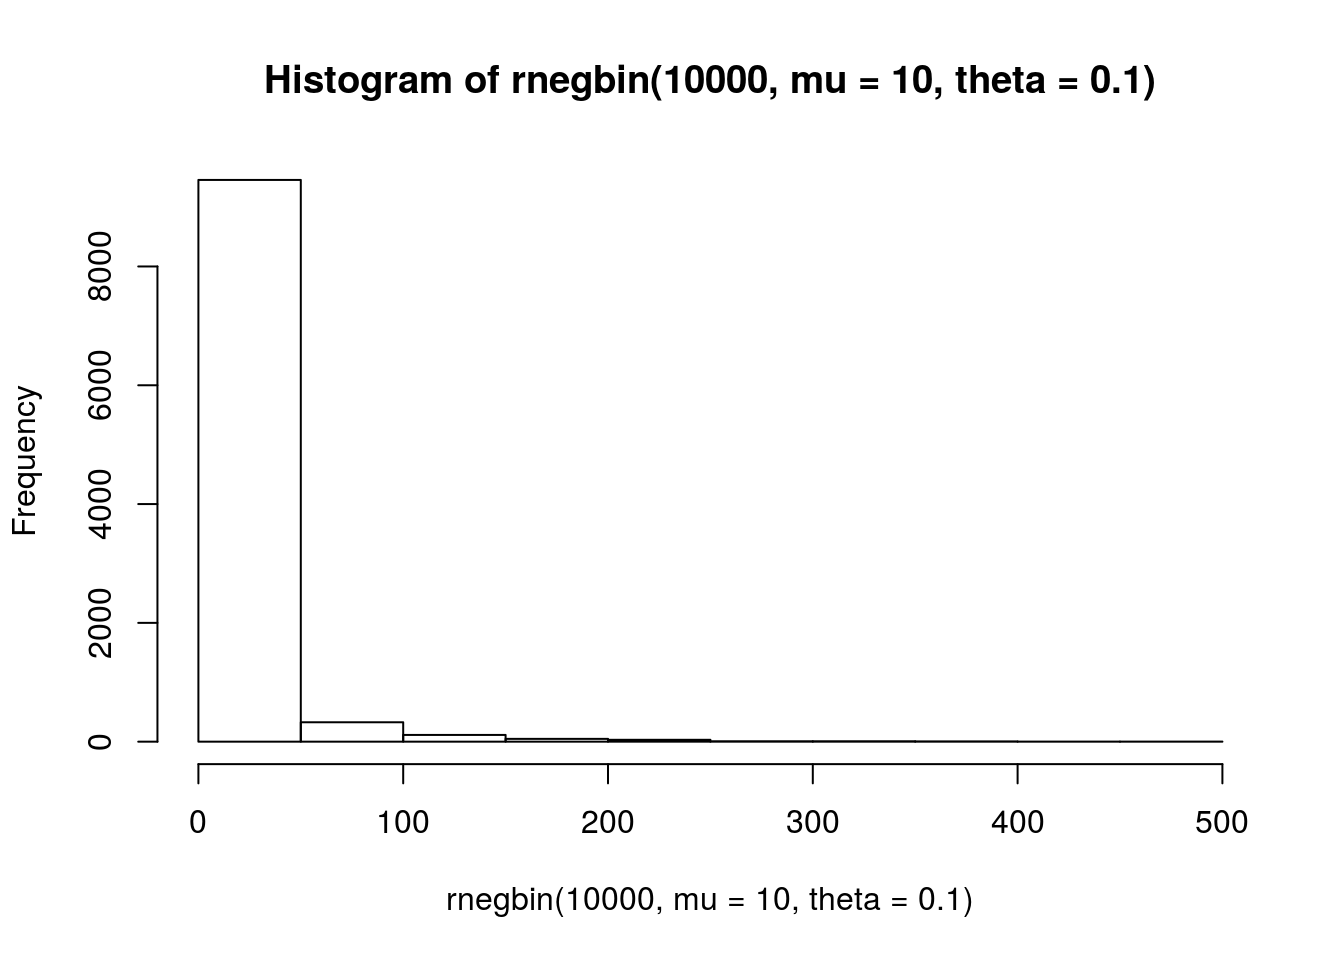 Histogram of rnegbin(10000, mu = 10, theta = 0.1)
Frequency
8000
6000
4000
2000
0
0 100 200 300 400 500
rnegbin(10000, mu = 10, theta = 0.1)